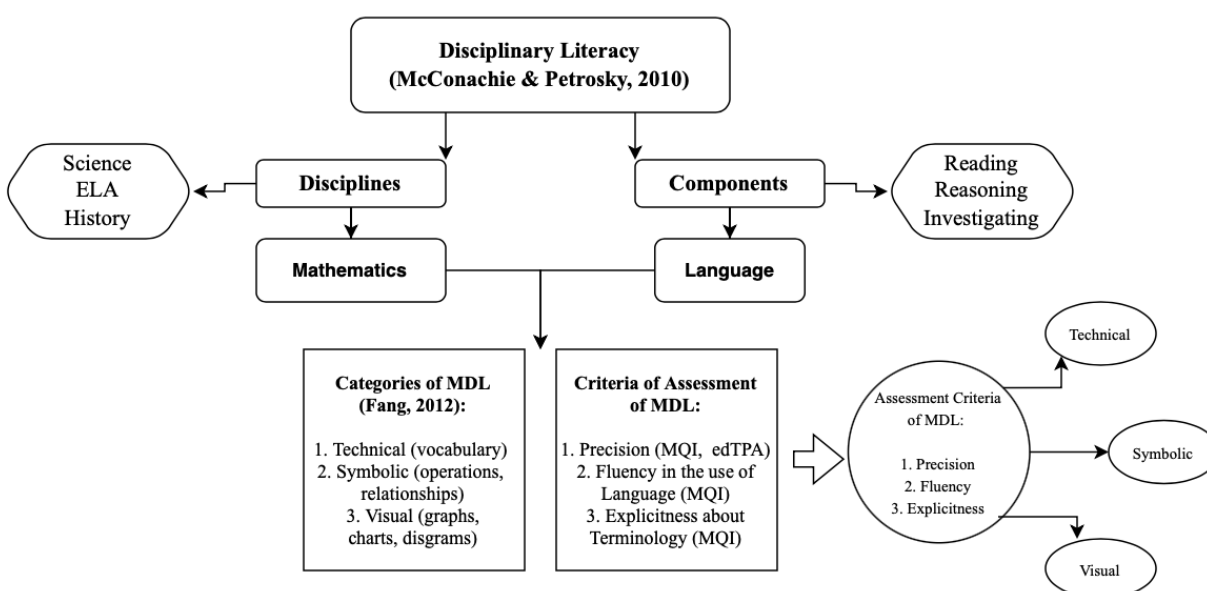 Disciplinary Literacy
(McConachie & Petrosky, 2010)
Science
ELA
History
Disciplines
Components
Reading
Reasoning
Investigating
Mathematics
Language
Categories of MDL
(Fang, 2012):
1. Technical (vocabulary)
2. Symbolic (operations,
relationships)
3. Visual (graphs,
charts, disgrams)
Criteria of Assessment
of MDL:
1. Precision (MQI, edTPA)
2. Fluency in the use of
Language (MQI)
3. Explicitness about
Terminology (MQI)
Assessment Criteria
of MDL:
1. Precision
2. Fluency
3. Explicitness
Technical
Symbolic
Visual